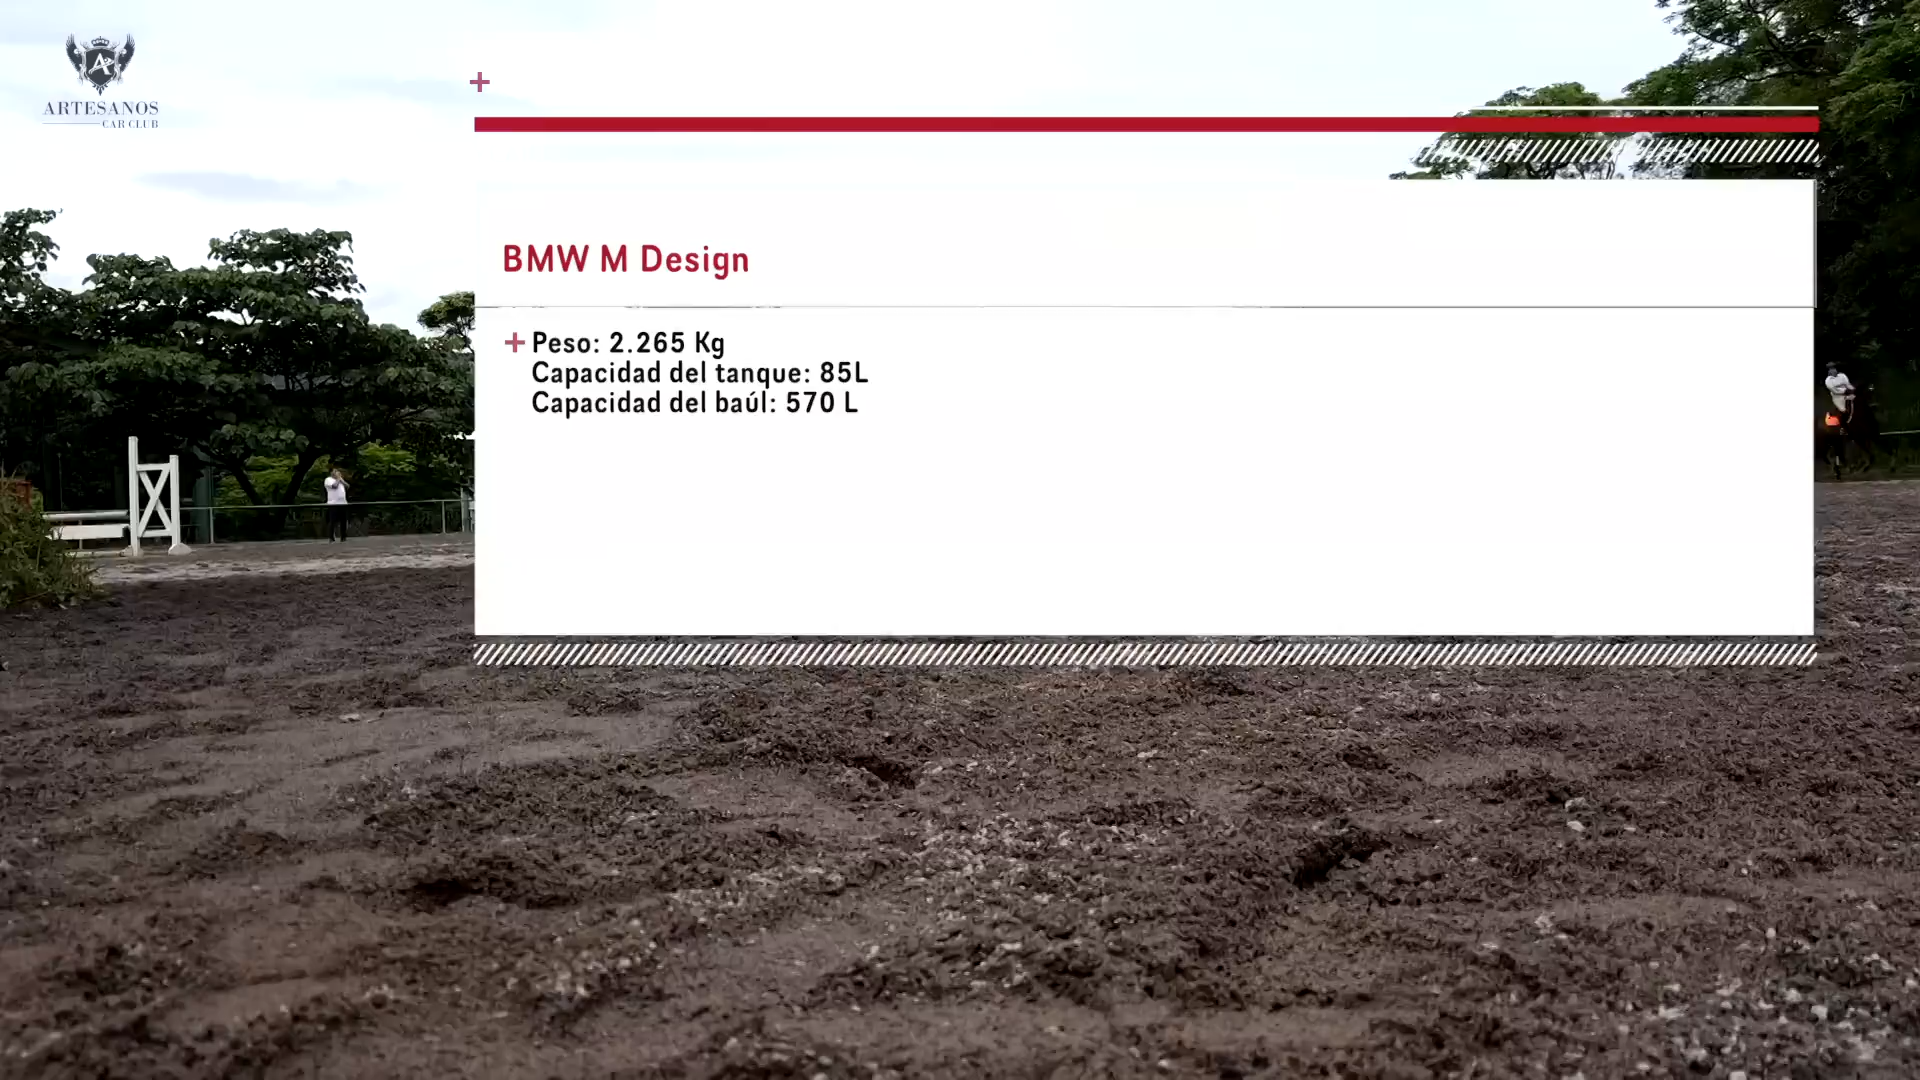 ARTESANOS
CAR CLUB
BMW M Design
+ Peso: 2.265 Kg
Capacidad del tanque: 85L
Capacidad del baúl: 570 L